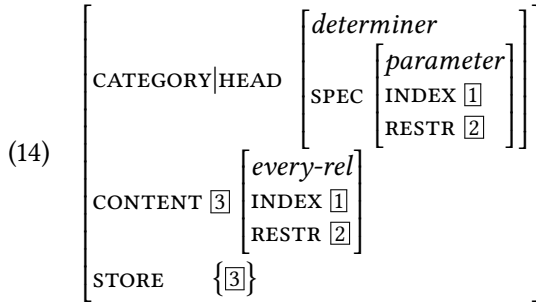 determiner
parameter
CATEGORY|HEAD SPEC INDEX 1
RESTR 2
(14)
every-rel
CONTENT 3 INDEX 1
RESTR 2
STORE {3}